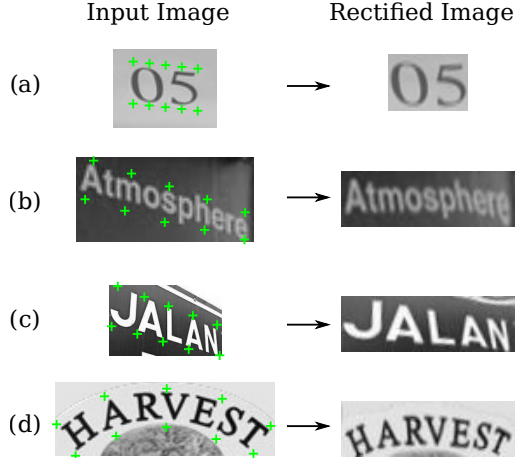 Input Image Rectified Image
(a) 05 05
(b) Atmosphere Atmosphere
(c) JALAN JALAN
(d) HARVEST HARVEST